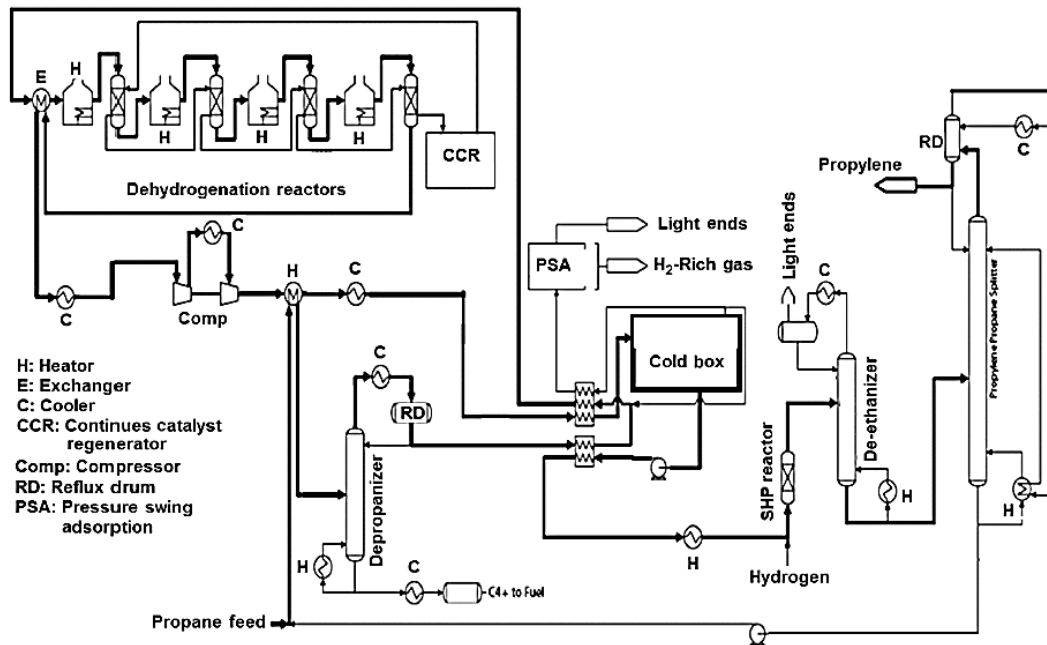 H
E
H
H
H
CCR
Dehydrogenation reactors
C
C
Comp
H
C
H: Heator
E: Exchanger
C: Cooler
CCR: Continues catalyst
regenerator
Comp: Compressor
RD: Reflux drum
PSA: Pressure swing
adsorption
C
RD
Depropanizer
H
C
C4+ to Fuel
Propane feed
Light ends
PSA
H2-Rich gas
Cold box
H
SHP reactor
Hydrogen
Light ends
C
De-ethanizer
H
RD
C
Propylene
Propylene Propane Splitter
H